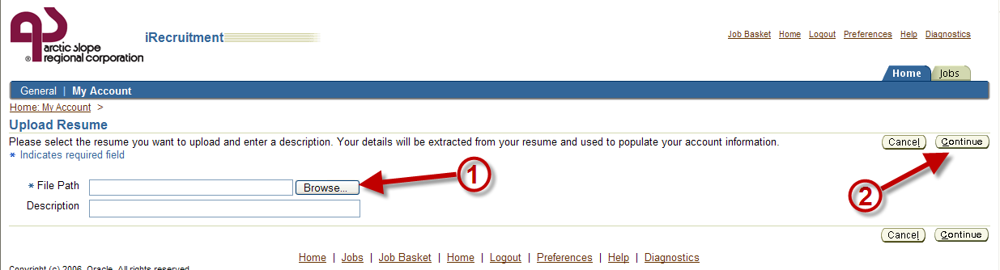 arctic slope
® regional corporation
iRecruitment
Job Basket Home Logout Preferences Help Diagnostics
Home Jobs
General | My Account
Home: My Account >
Upload Resume
Please select the resume you want to upload and enter a description. Your details will be extracted from your resume and used to populate your account information.
Cancel Continue
* Indicates required field
1
* File Path Browse...
2
Description
Cancel Continue
Home | Jobs | Job Basket | Home | Logout | Preferences | Help | Diagnostics
Copyright (c) 2006, Oracle. All rights reserved.